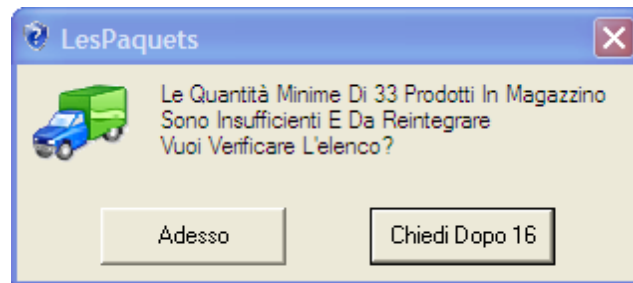 LesPaquets
Le Quantità Minime Di 33 Prodotti In Magazzino
Sono Insufficienti E Da Reintegrare
Vuoi Verificare L'elenco?
Adesso
Chiedi Dopo 16